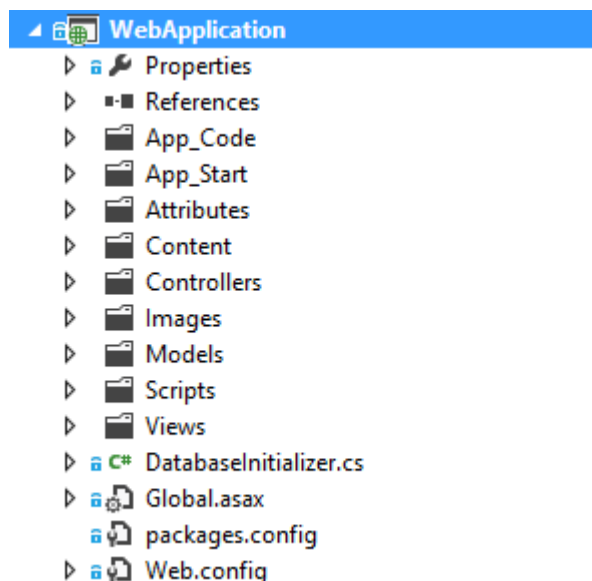 WebApplication
Properties
References
App_Code
App_Start
Attributes
Content
Controllers
Images
Models
Scripts
Views
C# DatabaseInitializer.cs
Global.asax
packages.config
Web.config